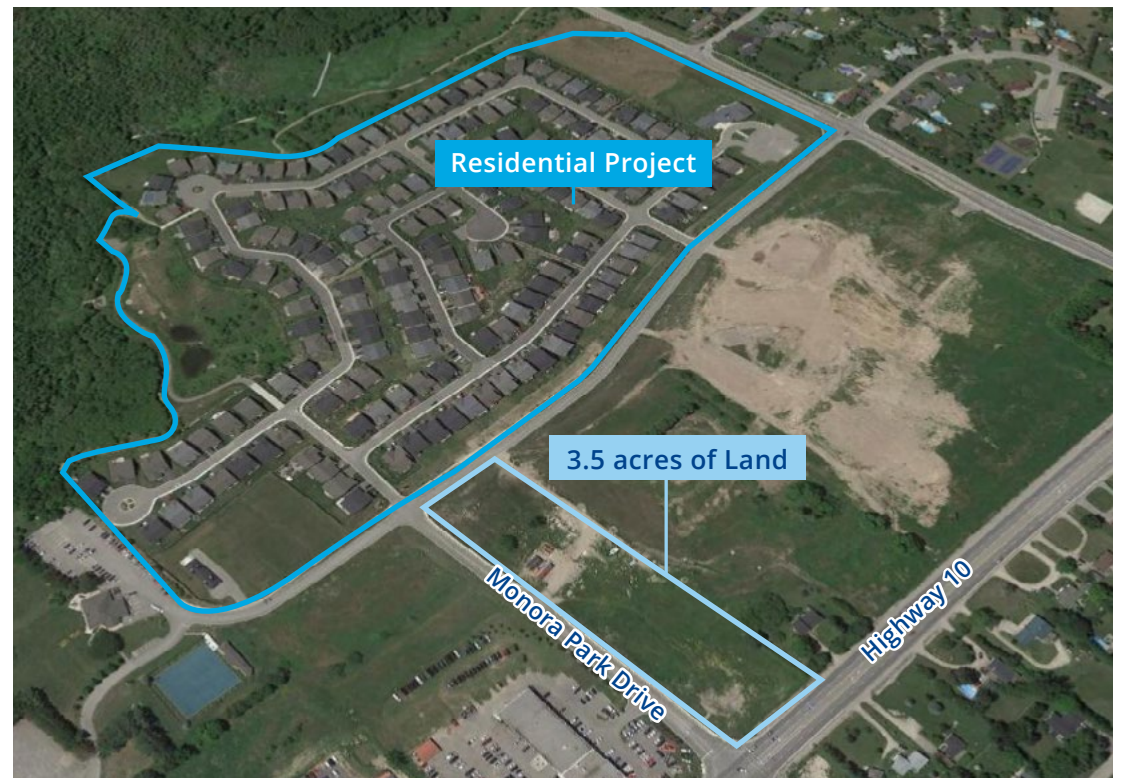 Residential Project
3.5 acres of Land
Monora Park Drive
Highway 10